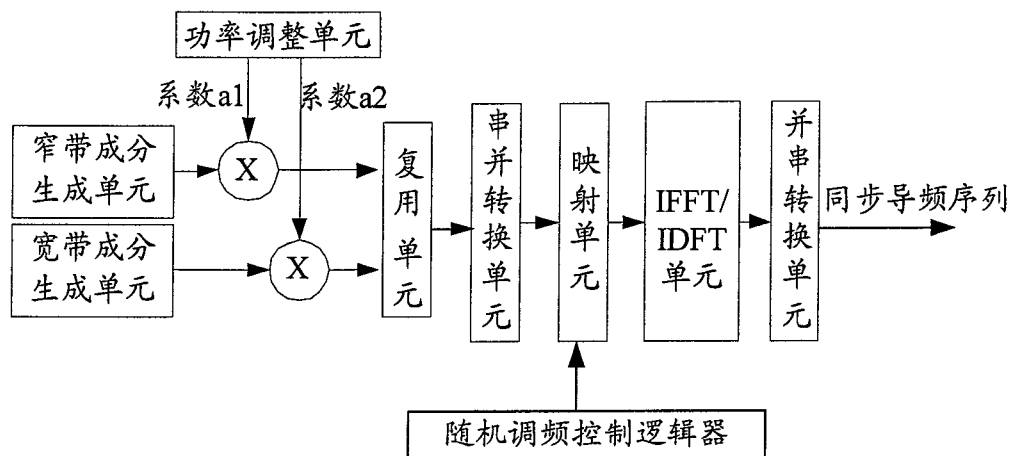 功率调整单元
系数a1
系数a2
窄带成分
生成单元
X
宽带成分
生成单元
X
复用单元
串并转换单元
映射单元
IFFT/
IDFT
单元
并串转换单元
同步导频序列
随机调频控制逻辑器